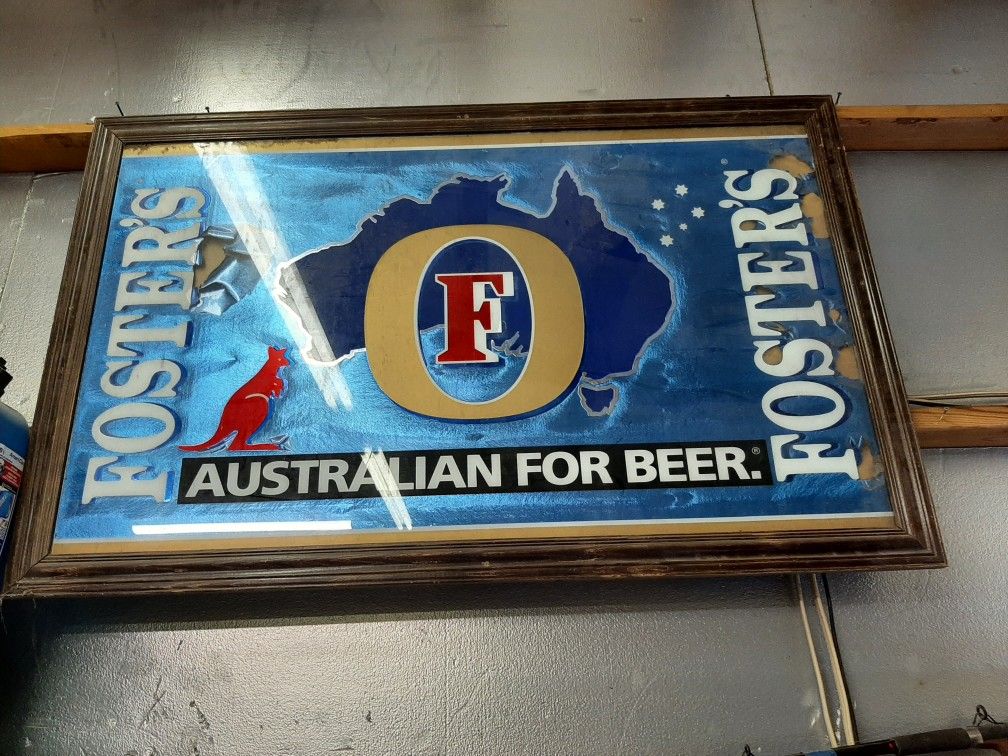 FOSTER'S
F
AUSTRALIAN FOR BEER.®
FOSTER'S®